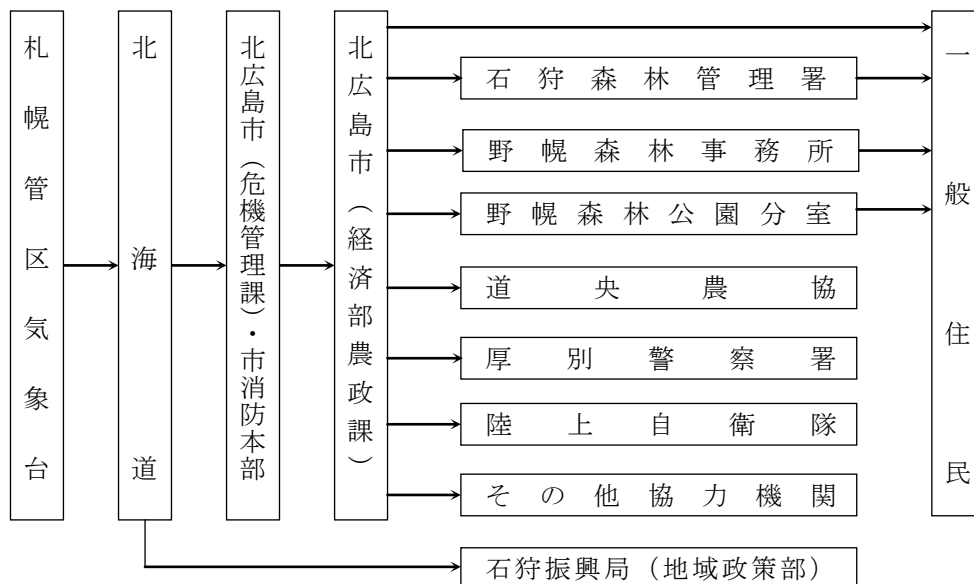 札幌管区気象台
北海道
北広島市（危機管理課）・市消防本部
北広島市（経済部農政課）
石狩森林管理署
野幌森林事務所
野幌森林公園分室
道央農協
厚別警察署
陸上自衛隊
その他協力機関
石狩振興局（地域政策部）
一般住民